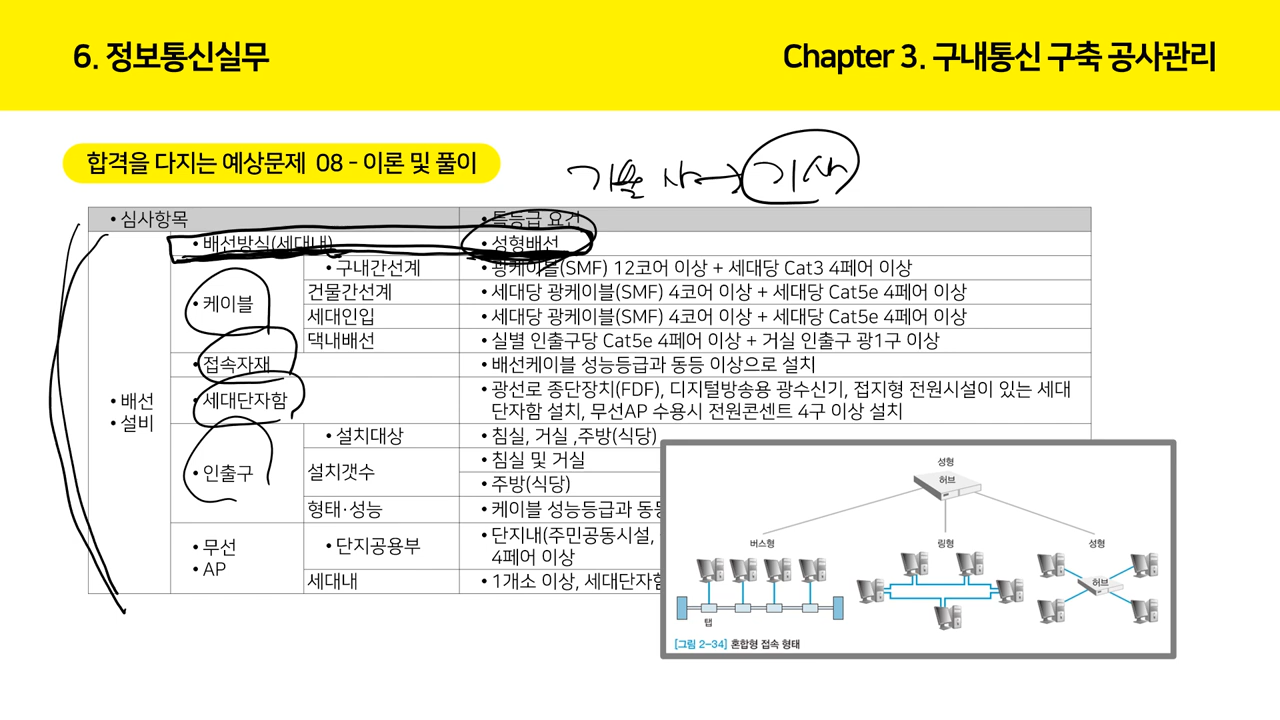 6. 정보통신실무
Chapter 3. 구내통신 구축 공사관리
합격을 다지는 예상문제 08 - 이론 및 풀이
기술사 → 기사
• 심사항목
• 특등급 요건
• 배선방식(세대내)
• 성형배선
• 배선
• 설비
• 케이블
• 구내간선계
• 광케이블(SMF) 12코어 이상 + 세대당 Cat3 4페어 이상
건물간선계
• 세대당 광케이블(SMF) 4코어 이상 + 세대당 Cat5e 4페어 이상
세대인입
• 세대당 광케이블(SMF) 4코어 이상 + 세대당 Cat5e 4페어 이상
댁내배선
• 실별 인출구당 Cat5e 4페어 이상 + 거실 인출구 광1구 이상
• 접속자재
• 배선케이블 성능등급과 동등 이상으로 설치
• 세대단자함
• 광선로 종단장치(FDF), 디지털방송용 광수신기, 접지형 전원시설이 있는 세대
단자함 설치, 무선AP 수용시 전원콘센트 4구 이상 설치
• 인출구
• 설치대상
• 침실, 거실 ,주방(식당)
설치갯수
• 침실 및 거실
• 주방(식당)
형태·성능
• 케이블 성능등급과 동등
• 무선
• AP
• 단지공용부
• 단지내(주민공동시설,
4페어 이상
세대내
• 1개소 이상, 세대단자함
성형
허브
버스형
링형
성형
허브
탭
[그림 2-34] 혼합형 접속 형태